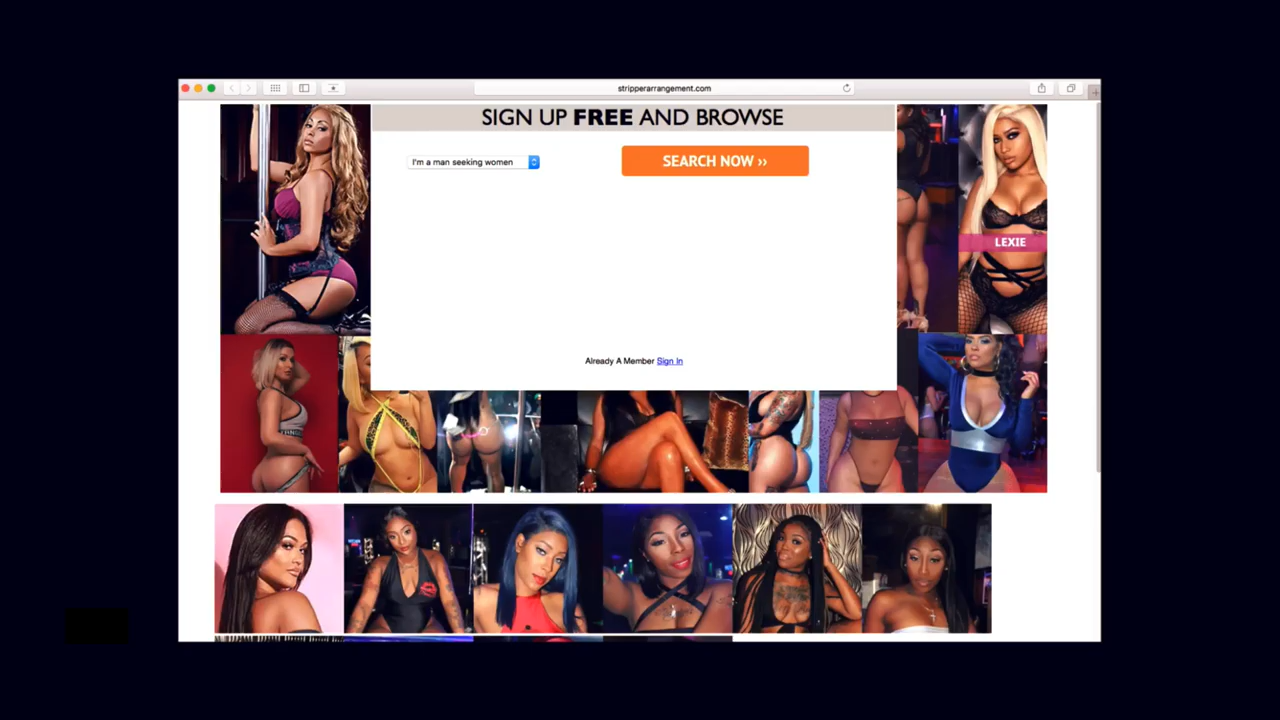 stripperarrangement.com
SIGN UP FREE AND BROWSE
I'm a man seeking women
SEARCH NOW ››
LEXIE
Already A Member Sign In